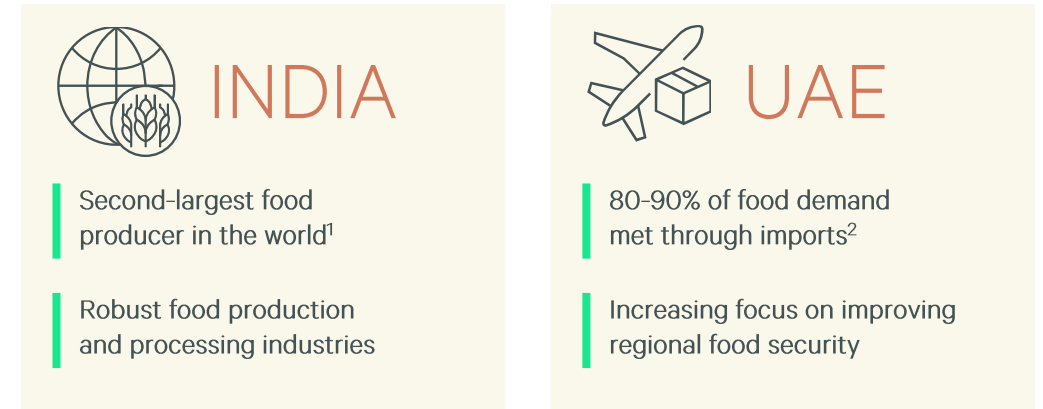 INDIA
Second-largest food
producer in the world¹
Robust food production
and processing industries
UAE
80-90% of food demand
met through imports²
Increasing focus on improving
regional food security